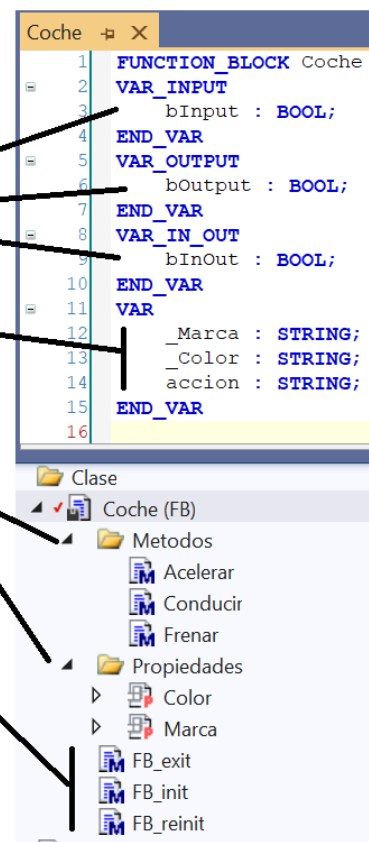 Coche
1 FUNCTION_BLOCK Coche
2 VAR_INPUT
3 bInput : BOOL;
4 END_VAR
5 VAR_OUTPUT
6 bOutput : BOOL;
7 END_VAR
8 VAR_IN_OUT
9 bInOut : BOOL;
10 END_VAR
11 VAR
12 _Marca : STRING;
13 _Color : STRING;
14 accion : STRING;
15 END_VAR
16
Clase
Coche (FB)
Metodos
Acelerar
Conducir
Frenar
Propiedades
Color
Marca
FB_exit
FB_init
FB_reinit